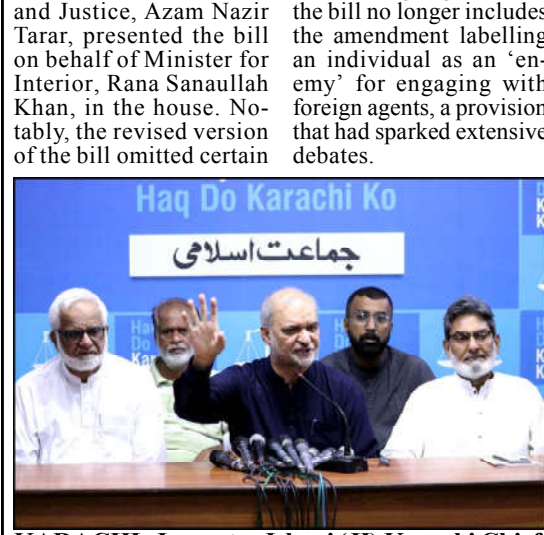 and Justice, Azam Nazir
Tarar, presented the bill
on behalf of Minister for
Interior, Rana Sanaullah
Khan, in the house. No-
tably, the revised version
of the bill omitted certain
the bill no longer includes
the amendment labelling
an individual as an ‘en-
emy’ for engaging with
foreign agents, a provision
that had sparked extensive
debates.
Haq Do Karachi Ko
جماعت اسلامی
Do